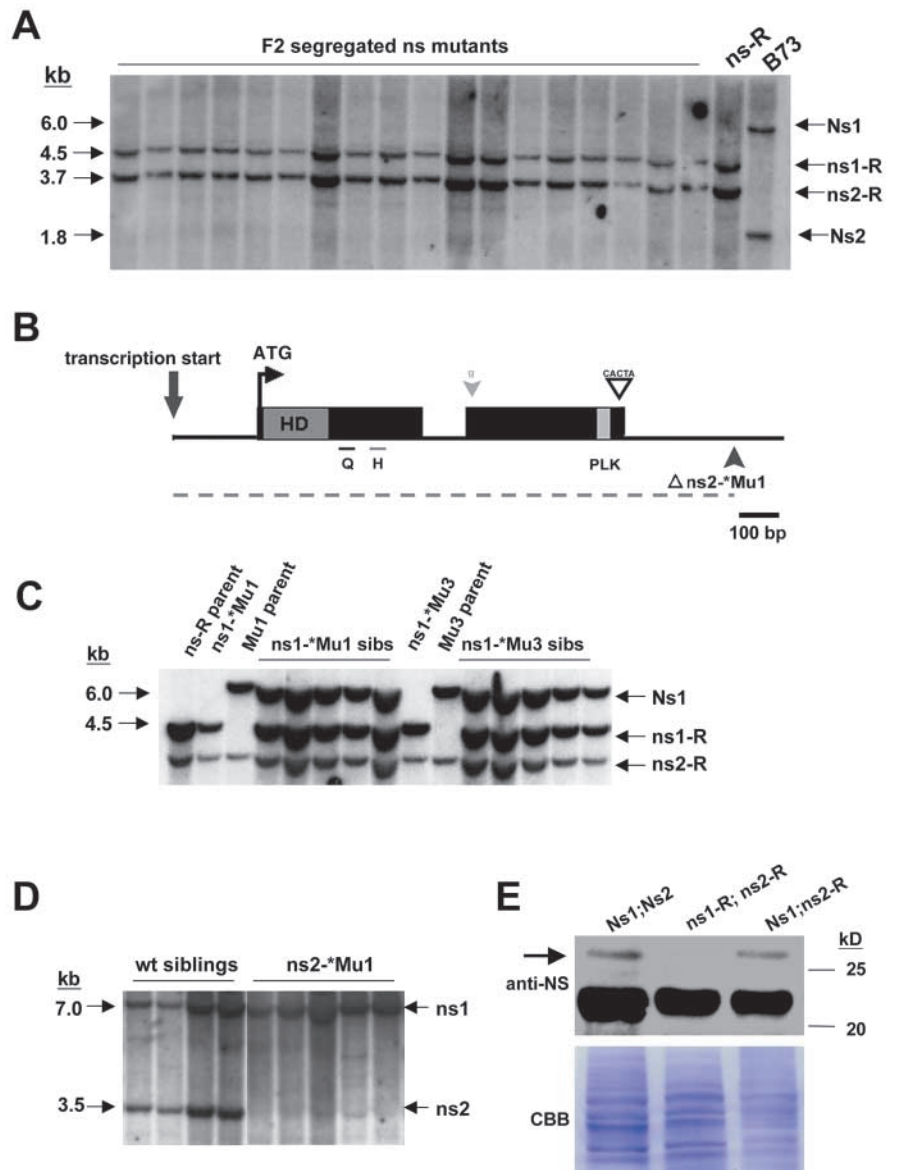 A
F2 segregated ns mutants
ns-R
B73
kb
6.0
Ns1
4.5
ns1-R
3.7
ns2-R
1.8
Ns2
B
transcription start
ATG
g
CACTA
HD
Q
H
PLK
Δ ns2-*Mu1
100 bp
C
ns-R parent
ns1-*Mu1
Mu1 parent
ns1-*Mu1 sibs
ns1-*Mu3
Mu3 parent
ns1-*Mu3 sibs
kb
6.0
Ns1
4.5
ns1-R
ns2-R
D
wt siblings
ns2-*Mu1
kb
7.0
ns1
3.5
ns2
E
Ns1;Ns2
ns1-R; ns2-R
Ns1;ns2-R
kD
anti-NS
25
20
CBB